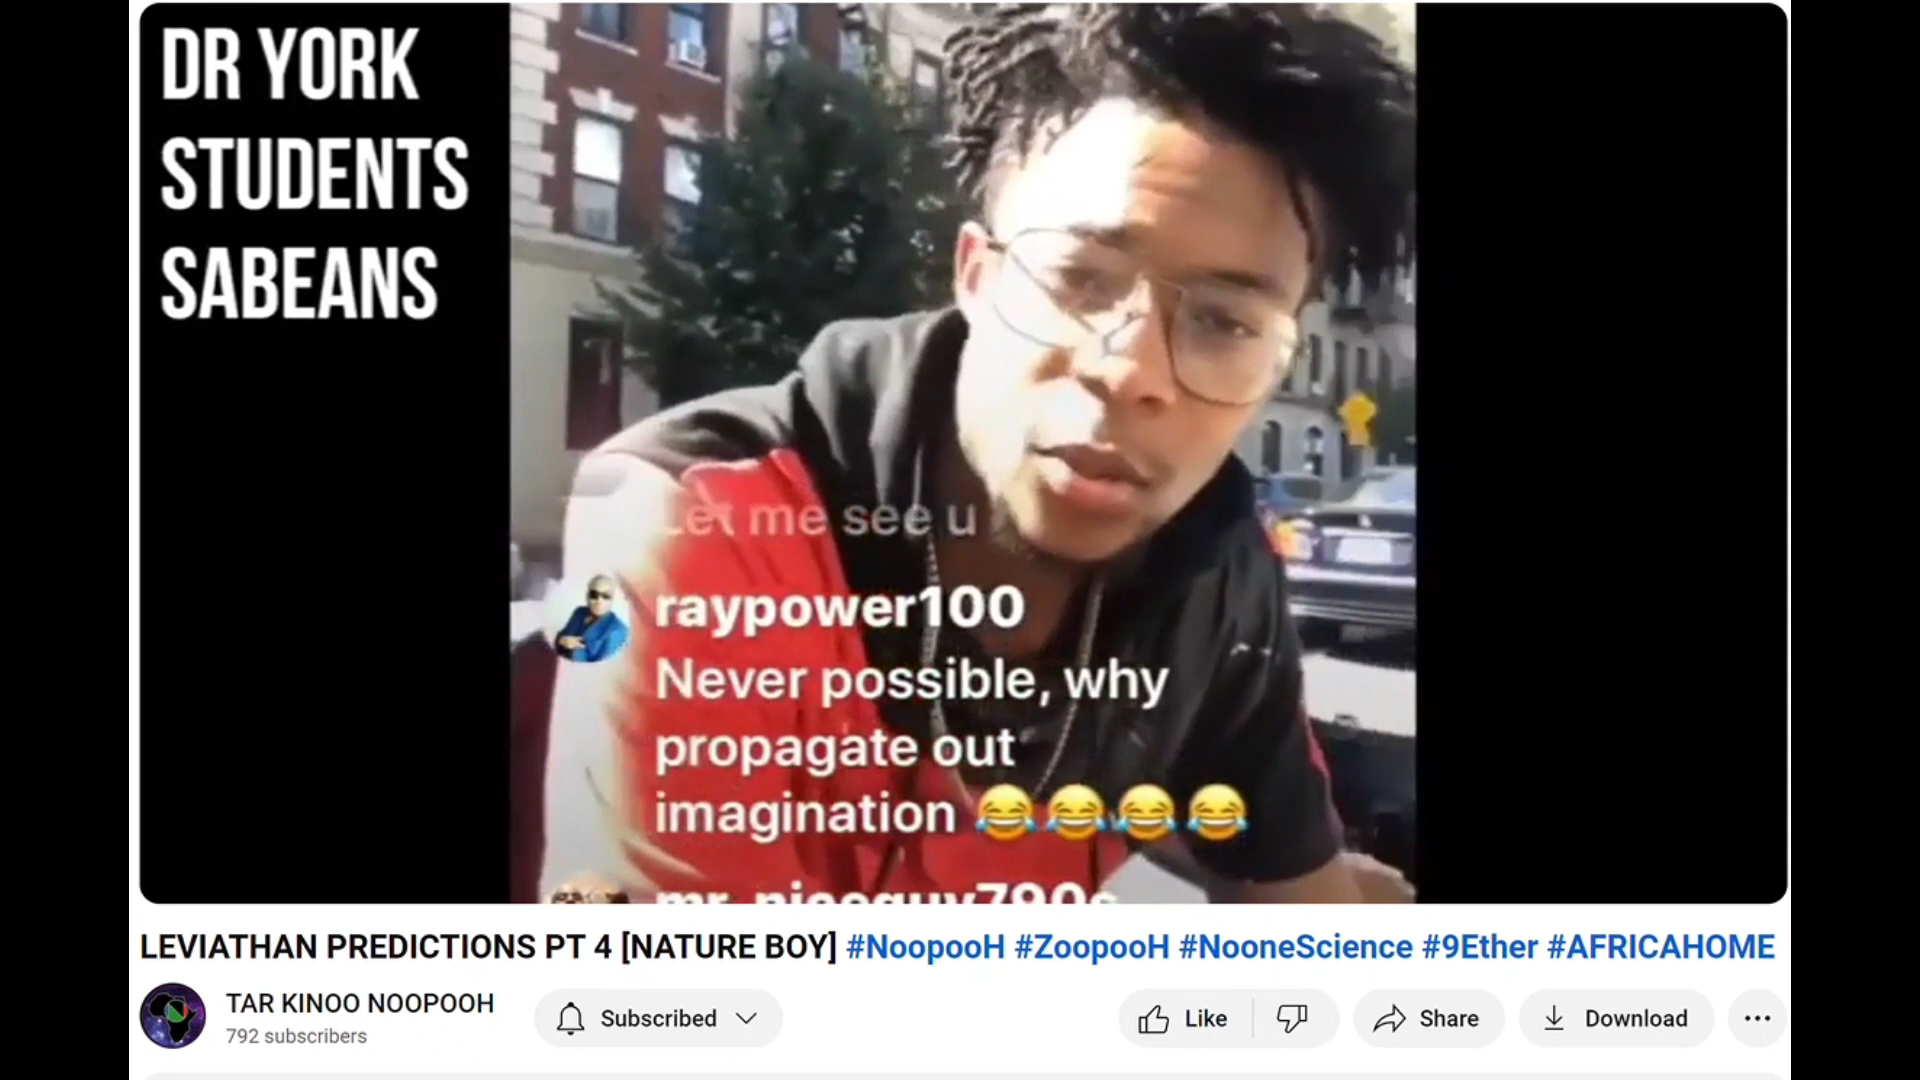 DR YORK
STUDENTS
SABEANS
Let me see u
raypower100
Never possible, why
propagate out
imagination 😂😂😂😂
LEVIATHAN PREDICTIONS PT 4 [NATURE BOY] #NoopooH #ZoopooH #NooneScience #9Ether #AFRICAHOME
TAR KINOO NOOPOOH
792 subscribers
Subscribed
Like
Share
Download